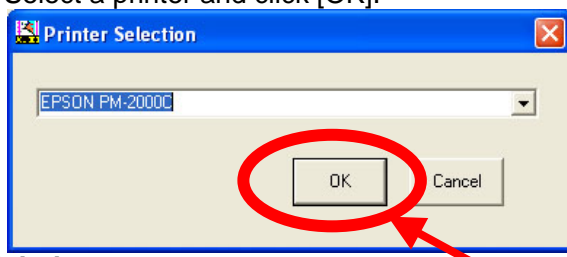 Select a printer and click [OK].
Printer Selection
EPSON PM-2000C
OK Cancel